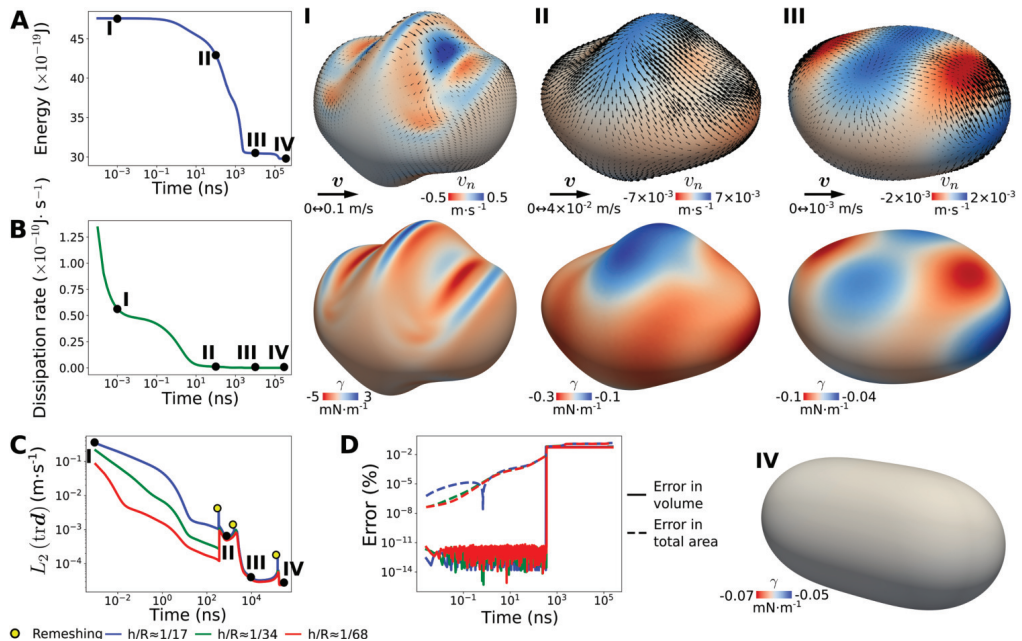 A
Energy (×10⁻¹⁹J)
45
40
35
30
I
II
III
IV
10⁻³ 10⁻¹ 10¹ 10³ 10⁵
Time (ns)
I
v
0↔0.1 m/s
vₙ
-0.5 0.5
m·s⁻¹
II
v
0↔4×10⁻² m/s
vₙ
-7×10⁻³ 7×10⁻³
m·s⁻¹
III
v
0↔10⁻³ m/s
vₙ
-2×10⁻³ 2×10⁻³
m·s⁻¹
B
Dissipation rate (×10⁻¹⁰J· s⁻¹)
1.25
1.00
0.75
0.50
0.25
0.00
I
II III IV
10⁻³ 10⁻¹ 10¹ 10³ 10⁵
Time (ns)
γ
-5 3
mN·m⁻¹
γ
-0.3 -0.1
mN·m⁻¹
γ
-0.1 -0.04
mN·m⁻¹
C
L₂ (trd) (m·s⁻¹)
10⁻¹
10⁻²
10⁻³
10⁻⁴
I
II
III
IV
10⁻² 10⁰ 10² 10⁴
Time (ns)
Remeshing h/R≈1/17 h/R≈1/34 h/R≈1/68
D
Error (%)
10⁻²
10⁻⁵
10⁻⁸
10⁻¹¹
10⁻¹⁴
10⁻¹ 10¹ 10³ 10⁵
Time (ns)
Error in
volume
Error in
total area
IV
γ
-0.07 -0.05
mN·m⁻¹